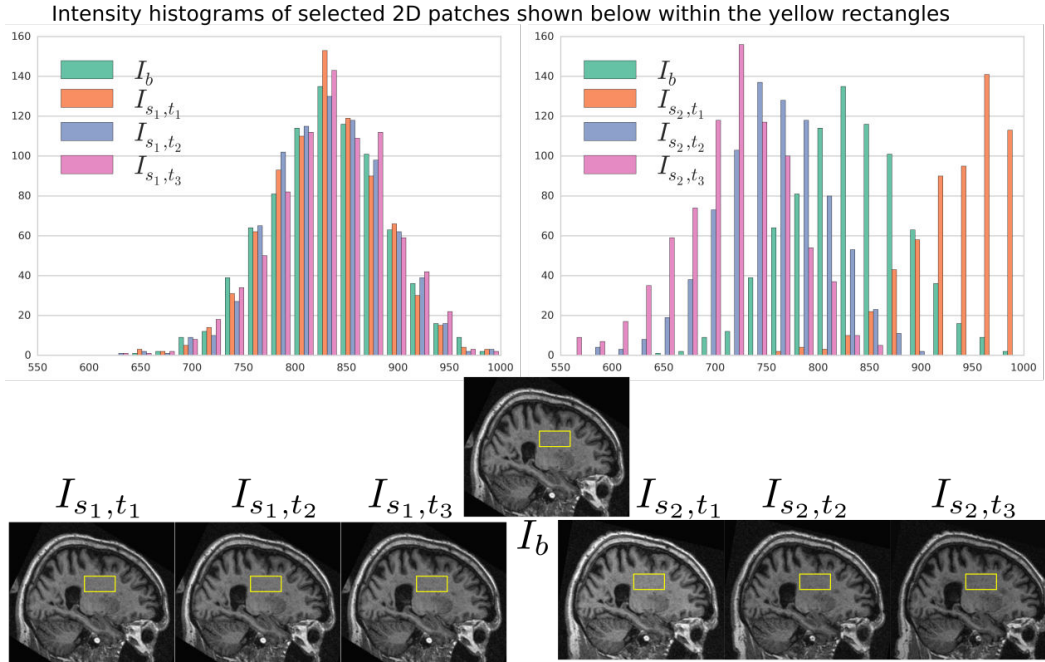 Intensity histograms of selected 2D patches shown below within the yellow rectangles
160
140
120
100
80
60
40
20
0
I_b
I_{s_1,t_1}
I_{s_1,t_2}
I_{s_1,t_3}
550 600 650 700 750 800 850 900 950 1000
160
140
120
100
80
60
40
20
0
I_b
I_{s_2,t_1}
I_{s_2,t_2}
I_{s_2,t_3}
550 600 650 700 750 800 850 900 950 1000
I_{s_1,t_1} I_{s_1,t_2} I_{s_1,t_3} I_{s_2,t_1} I_{s_2,t_2} I_{s_2,t_3}
I_b